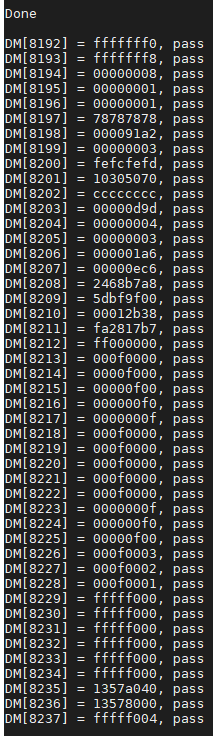 Done
DM[8192] = fffffff0, pass
DM[8193] = fffffff8, pass
DM[8194] = 00000008, pass
DM[8195] = 00000001, pass
DM[8196] = 00000001, pass
DM[8197] = 78787878, pass
DM[8198] = 000091a2, pass
DM[8199] = 00000003, pass
DM[8200] = fefcfefd, pass
DM[8201] = 10305070, pass
DM[8202] = cccccccc, pass
DM[8203] = 00000d9d, pass
DM[8204] = 00000004, pass
DM[8205] = 00000003, pass
DM[8206] = 000001a6, pass
DM[8207] = 00000ec6, pass
DM[8208] = 2468b7a8, pass
DM[8209] = 5dbf9f00, pass
DM[8210] = 00012b38, pass
DM[8211] = fa2817b7, pass
DM[8212] = ff000000, pass
DM[8213] = 000f0000, pass
DM[8214] = 0000f000, pass
DM[8215] = 00000f00, pass
DM[8216] = 000000f0, pass
DM[8217] = 0000000f, pass
DM[8218] = 000f0000, pass
DM[8219] = 000f0000, pass
DM[8220] = 000f0000, pass
DM[8221] = 000f0000, pass
DM[8222] = 000f0000, pass
DM[8223] = 0000000f, pass
DM[8224] = 000000f0, pass
DM[8225] = 00000f00, pass
DM[8226] = 000f0003, pass
DM[8227] = 000f0002, pass
DM[8228] = 000f0001, pass
DM[8229] = fffff000, pass
DM[8230] = fffff000, pass
DM[8231] = fffff000, pass
DM[8232] = fffff000, pass
DM[8233] = fffff000, pass
DM[8234] = fffff000, pass
DM[8235] = 1357a040, pass
DM[8236] = 13578000, pass
DM[8237] = fffff004, pass